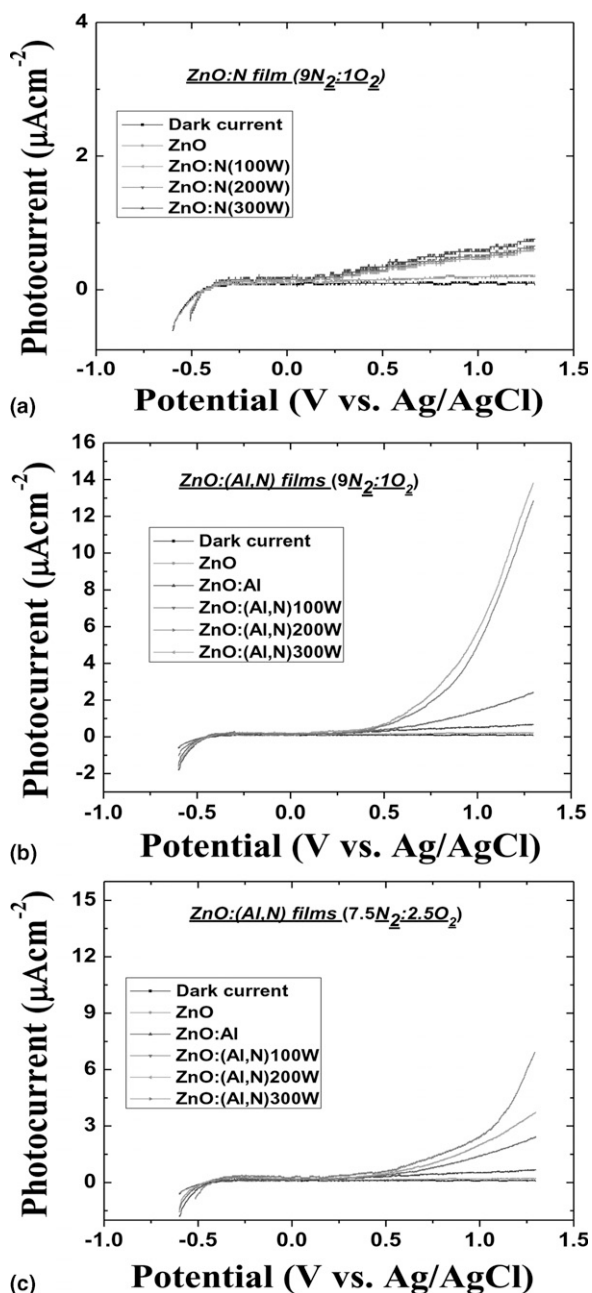 4
ZnO:N film (9N2:1O2)
Dark current
ZnO
ZnO:N(100W)
ZnO:N(200W)
ZnO:N(300W)
2
0
Photocurrent (μAcm-2)
-1.0 -0.5 0.0 0.5 1.0 1.5
(a) Potential (V vs. Ag/AgCl)
16
14
12
10
8
6
4
2
0
-2
ZnO:(Al,N) films (9N2:1O2)
Dark current
ZnO
ZnO:Al
ZnO:(Al,N)100W
ZnO:(Al,N)200W
ZnO:(Al,N)300W
Photocurrent (μAcm-2)
-1.0 -0.5 0.0 0.5 1.0 1.5
(b) Potential (V vs. Ag/AgCl)
15
12
9
6
3
0
ZnO:(Al,N) films (7.5N2:2.5O2)
Dark current
ZnO
ZnO:Al
ZnO:(Al,N)100W
ZnO:(Al,N)200W
ZnO:(Al,N)300W
Photocurrent (μAcm-2)
-1.0 -0.5 0.0 0.5 1.0 1.5
(c) Potential (V vs. Ag/AgCl)